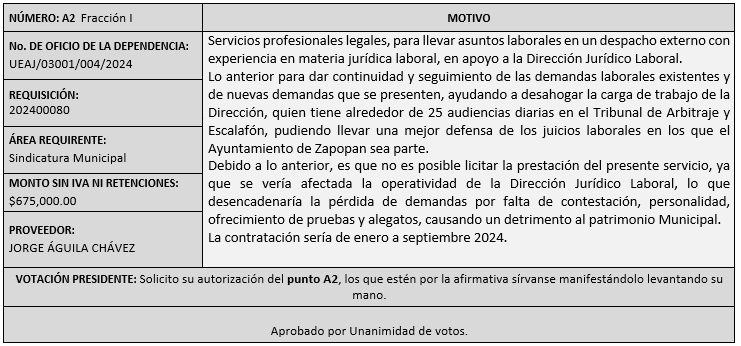 NÚMERO: A2 Fracción I
MOTIVO
No. DE OFICIO DE LA DEPENDENCIA:
UEAJ/03001/004/2024
REQUISICIÓN:
202400080
ÁREA REQUIRENTE:
Sindicatura Municipal
MONTO SIN IVA NI RETENCIONES:
$675,000.00
PROVEEDOR:
JORGE ÁGUILA CHÁVEZ
Servicios profesionales legales, para llevar asuntos laborales en un despacho externo con
experiencia en materia jurídica laboral, en apoyo a la Dirección Jurídico Laboral.
Lo anterior para dar continuidad y seguimiento de las demandas laborales existentes y
de nuevas demandas que se presenten, ayudando a desahogar la carga de trabajo de la
Dirección, quien tiene alrededor de 25 audiencias diarias en el Tribunal de Arbitraje y
Escalafón, pudiendo llevar una mejor defensa de los juicios laborales en los que el
Ayuntamiento de Zapopan sea parte.
Debido a lo anterior, es que no es posible licitar la prestación del presente servicio, ya
que se vería afectada la operatividad de la Dirección Jurídico Laboral, lo que
desencadenaría la pérdida de demandas por falta de contestación, personalidad,
ofrecimiento de pruebas y alegatos, causando un detrimento al patrimonio Municipal.
La contratación sería de enero a septiembre 2024.
VOTACIÓN PRESIDENTE: Solicito su autorización del punto A2, los que estén por la afirmativa sírvanse manifestándolo levantando su
mano.
Aprobado por Unanimidad de votos.